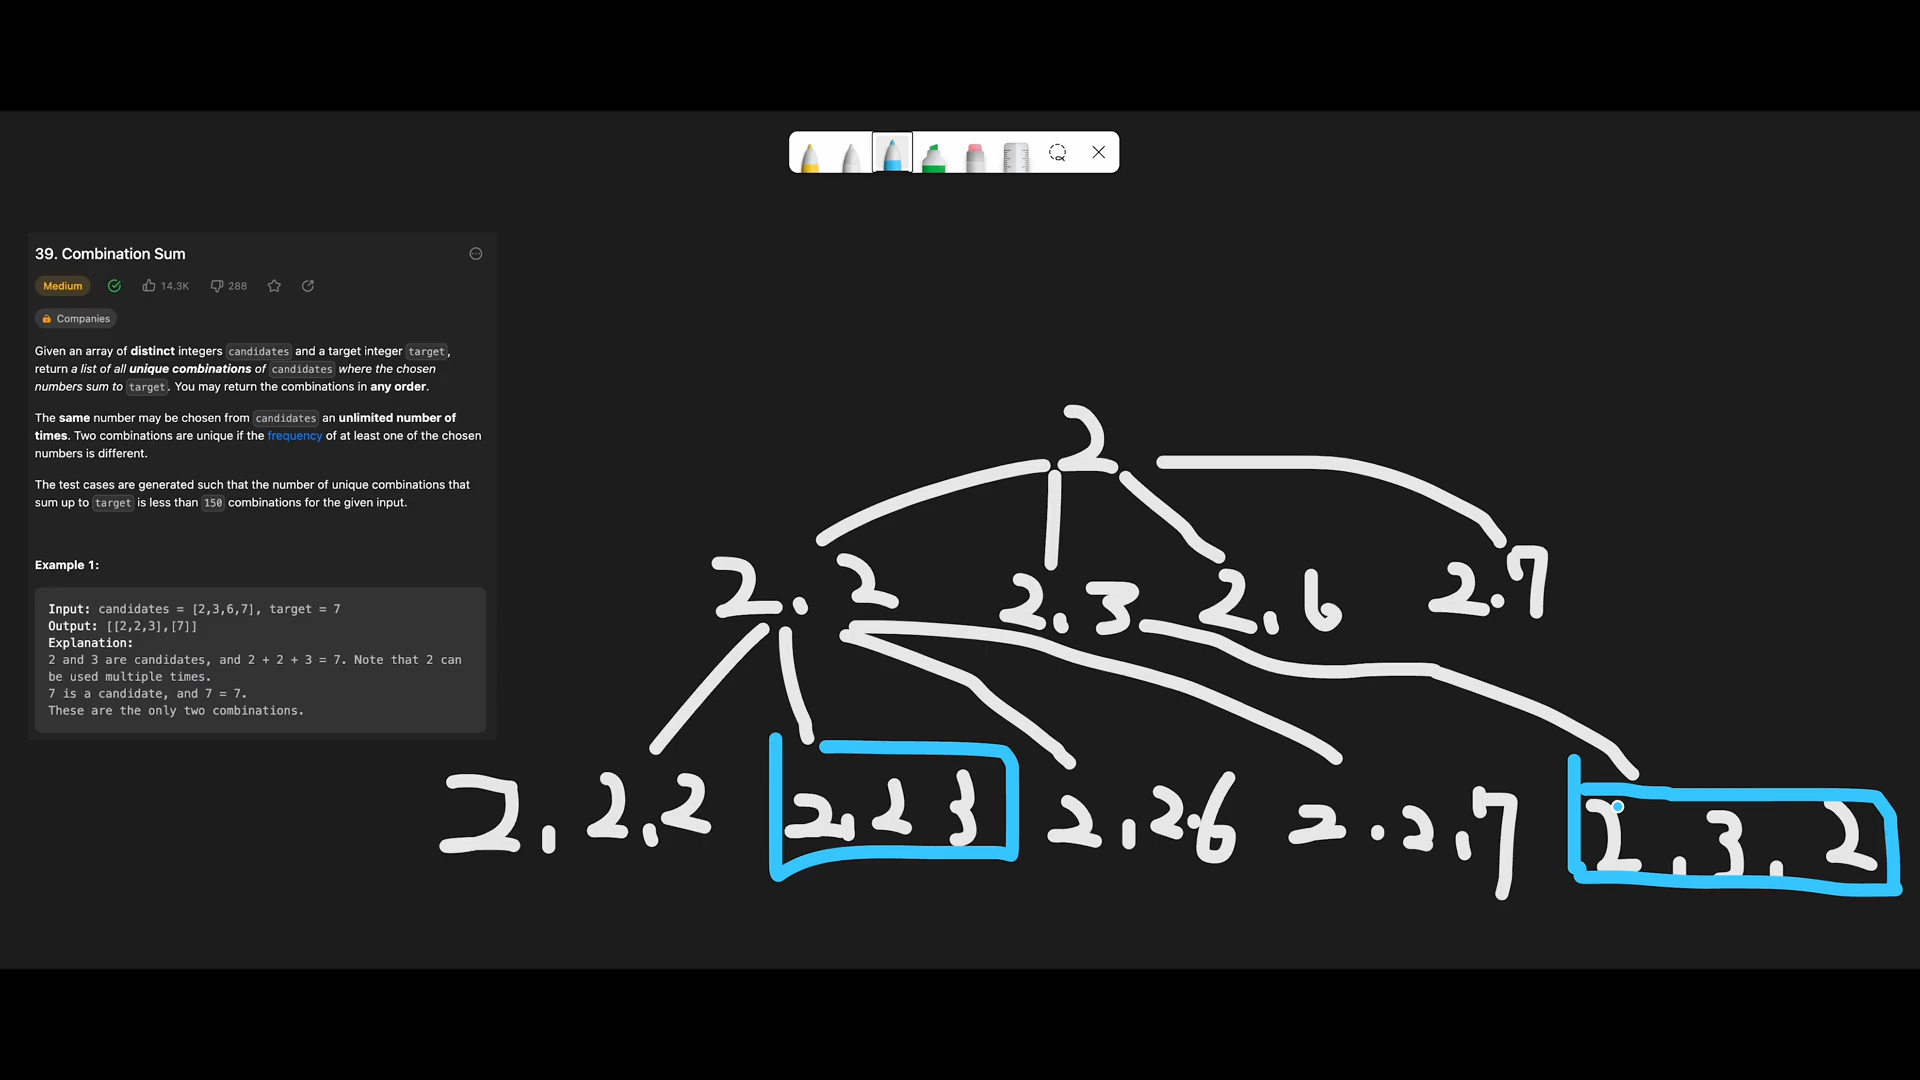 39. Combination Sum
Medium 14.3K 288
Companies
Given an array of distinct integers candidates and a target integer target,
return a list of all unique combinations of candidates where the chosen
numbers sum to target. You may return the combinations in any order.
The same number may be chosen from candidates an unlimited number of
times. Two combinations are unique if the frequency of at least one of the chosen
numbers is different.
The test cases are generated such that the number of unique combinations that
sum up to target is less than 150 combinations for the given input.
Example 1:
Input: candidates = [2,3,6,7], target = 7
Output: [[2,2,3],[7]]
Explanation:
2 and 3 are candidates, and 2 + 2 + 3 = 7. Note that 2 can
be used multiple times.
7 is a candidate, and 7 = 7.
These are the only two combinations.
2
2. 2 2,3 2,6 2.7
2,2,2 2,2 3 2,2.6 2.2,7 2,3,2